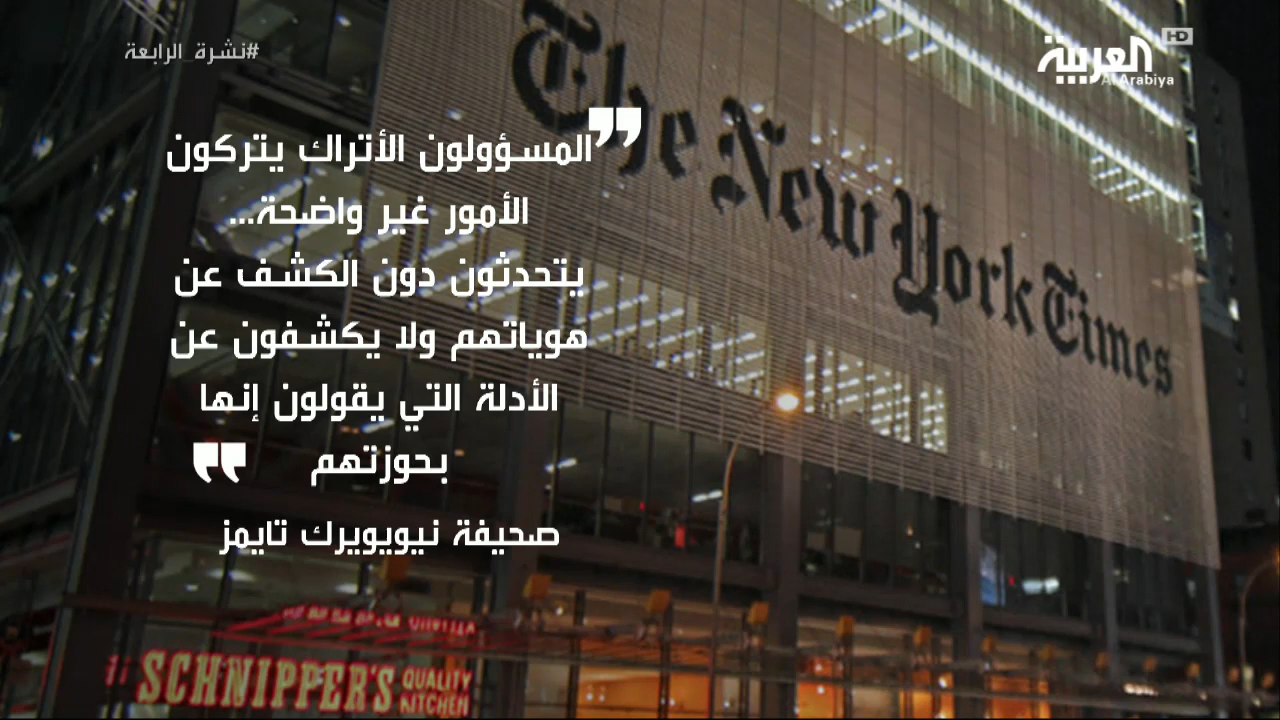 #نشرة_الرابعة
العربية HD
Al Arabiya
The New York Times
"المسؤولون الأتراك يتركون
الأمور غير واضحة...
يتحدثون دون الكشف عن
هوياتهم ولا يكشفون عن
الأدلة التي يقولون إنها
بحوزتهم "
صحيفة نيويويرك تايمز
SCHNIPPER'S QUALITY
KITCHEN